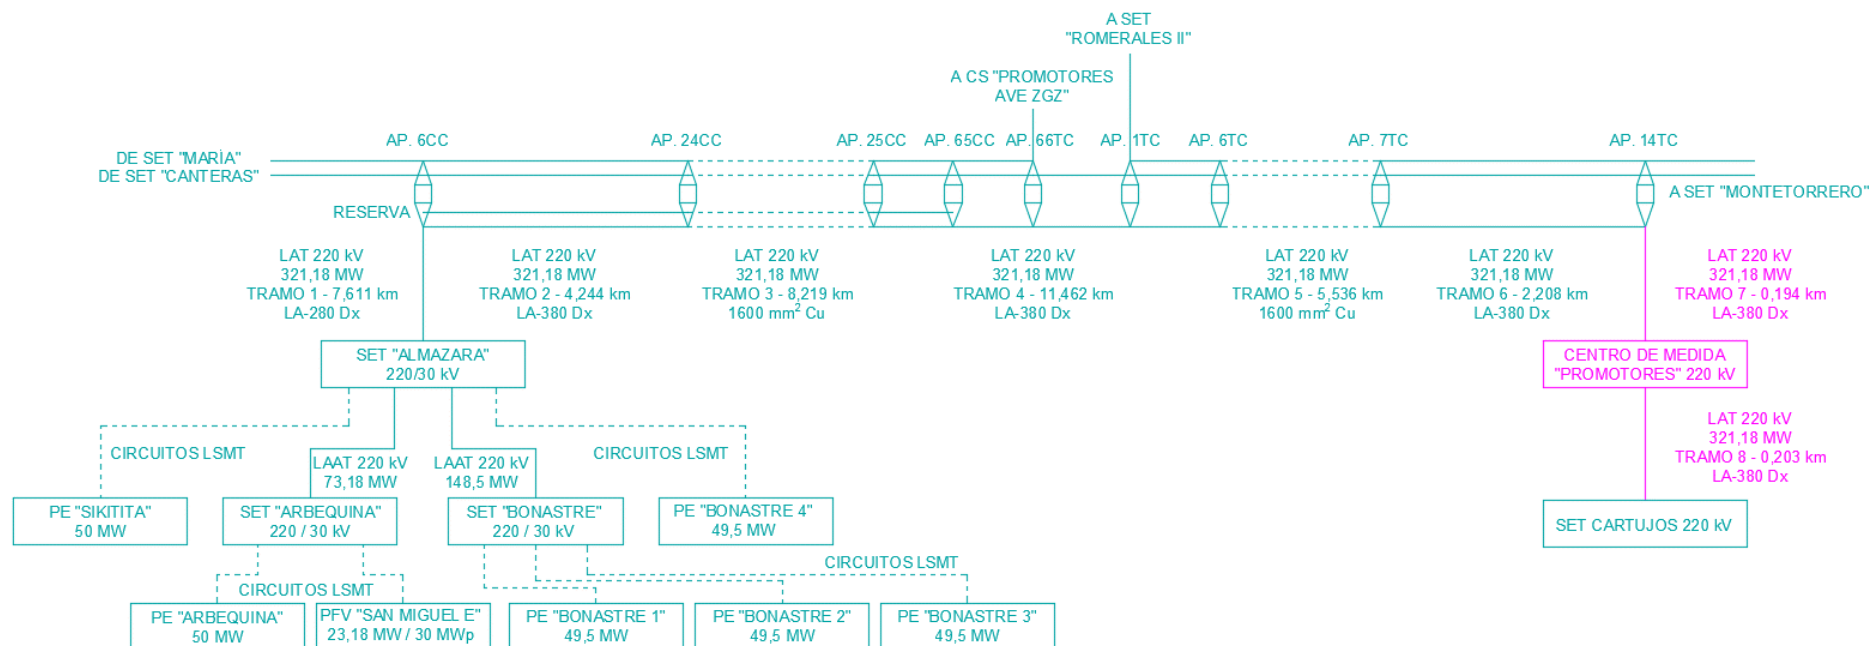 A SET
"ROMERALES II"
A CS "PROMOTORES
AVE ZGZ"
AP. 6CC
AP. 24CC
AP. 25CC
AP. 65CC
AP. 66TC
AP. 1TC
AP. 6TC
AP. 7TC
AP. 14TC
DE SET "MARÍA"
DE SET "CANTERAS"
A SET "MONTETORRERO"
RESERVA
LAT 220 kV
321,18 MW
TRAMO 1 - 7,611 km
LA-280 Dx
LAT 220 kV
321,18 MW
TRAMO 2 - 4,244 km
LA-380 Dx
LAT 220 kV
321,18 MW
TRAMO 3 - 8,219 km
1600 mm² Cu
LAT 220 kV
321,18 MW
TRAMO 4 - 11,462 km
LA-380 Dx
LAT 220 kV
321,18 MW
TRAMO 5 - 5,536 km
1600 mm² Cu
LAT 220 kV
321,18 MW
TRAMO 6 - 2,208 km
LA-380 Dx
LAT 220 kV
321,18 MW
TRAMO 7 - 0,194 km
LA-380 Dx
SET "ALMAZARA"
220/30 kV
CENTRO DE MEDIDA
"PROMOTORES" 220 kV
LAT 220 kV
321,18 MW
TRAMO 8 - 0,203 km
LA-380 Dx
CIRCUITOS LSMT
LAAT 220 kV
73,18 MW
LAAT 220 kV
148,5 MW
CIRCUITOS LSMT
PE "SIKITITA"
50 MW
SET "ARBEQUINA"
220 / 30 kV
SET "BONASTRE"
220 / 30 kV
PE "BONASTRE 4"
49,5 MW
SET CARTUJOS 220 kV
CIRCUITOS LSMT
CIRCUITOS LSMT
PE "ARBEQUINA"
50 MW
PFV "SAN MIGUEL E"
23,18 MW / 30 MWp
PE "BONASTRE 1"
49,5 MW
PE "BONASTRE 2"
49,5 MW
PE "BONASTRE 3"
49,5 MW